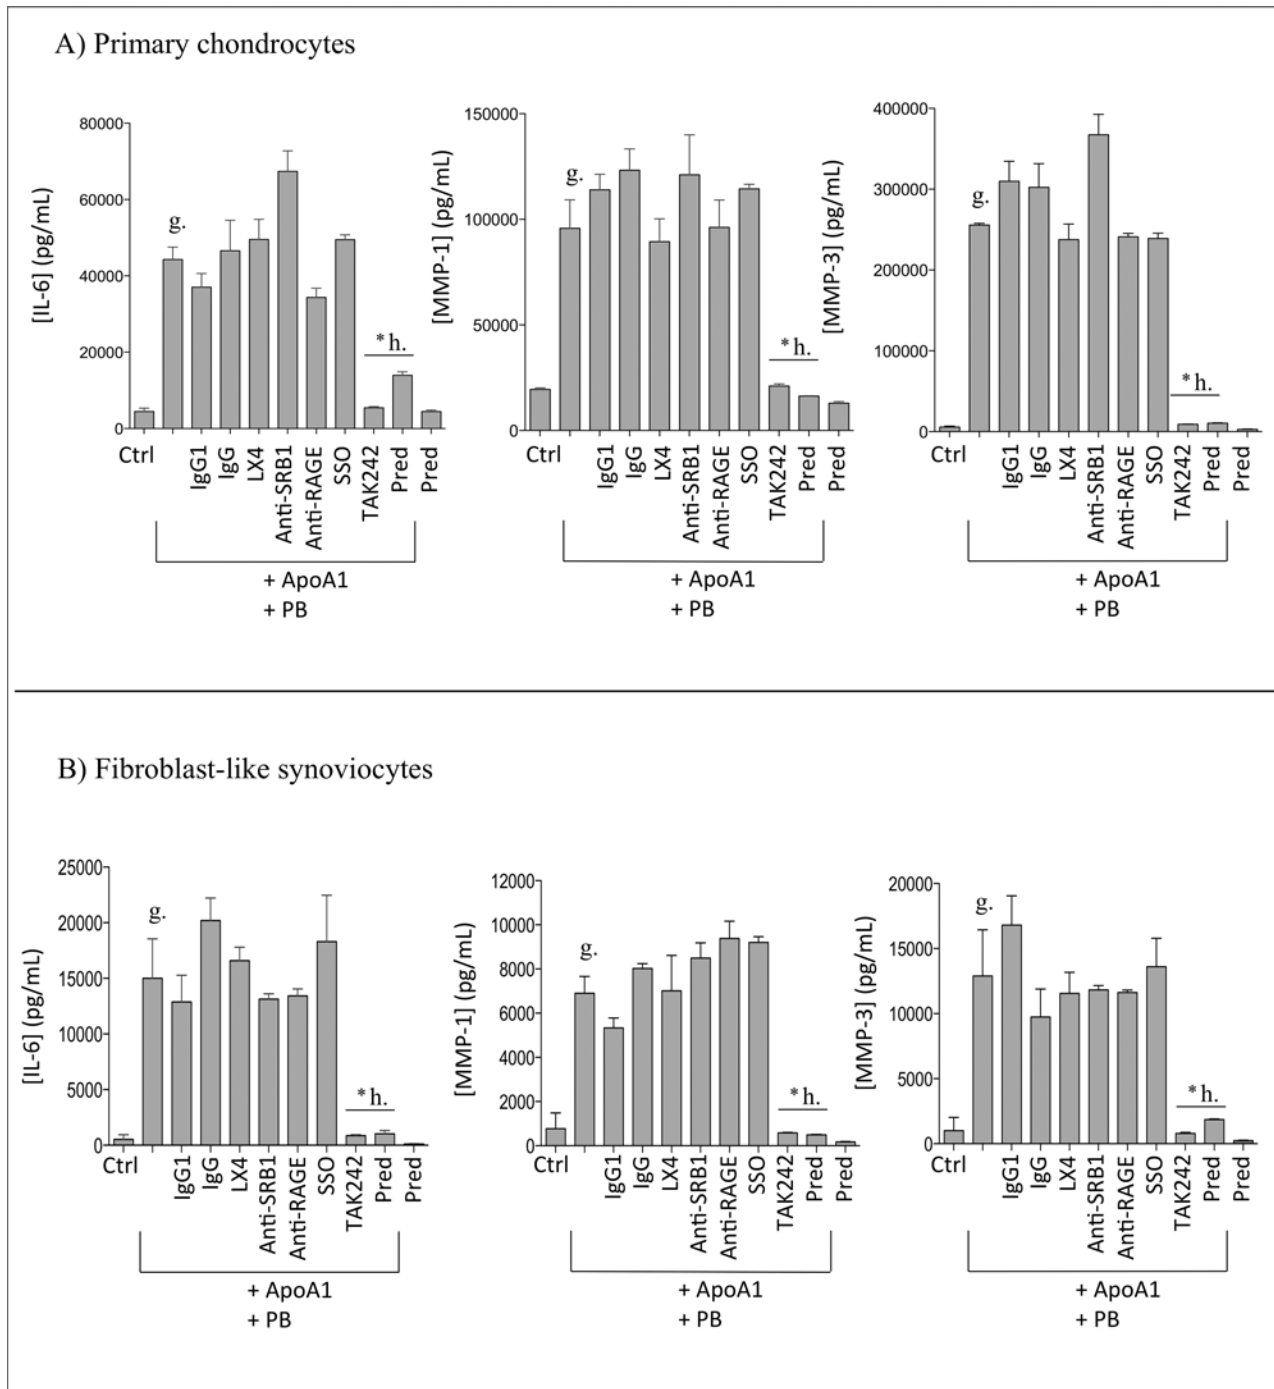 A) Primary chondrocytes
[IL-6] (pg/mL)
80000
60000
40000
20000
0
g.
*h.
Ctrl
IgG1
IgG
LX4
Anti-SRB1
Anti-RAGE
SSO
TAK242
Pred
Pred
+ ApoA1
+ PB
[MMP-1] (pg/mL)
150000
100000
50000
0
g.
*h.
Ctrl
IgG1
IgG
LX4
Anti-SRB1
Anti-RAGE
SSO
TAK242
Pred
Pred
+ ApoA1
+ PB
[MMP-3] (pg/mL)
400000
300000
200000
100000
0
g.
*h.
Ctrl
IgG1
IgG
LX4
Anti-SRB1
Anti-RAGE
SSO
TAK242
Pred
Pred
+ ApoA1
+ PB
B) Fibroblast-like synoviocytes
[IL-6] (pg/mL)
25000
20000
15000
10000
5000
0
g.
*h.
Ctrl
IgG1
IgG
LX4
Anti-SRB1
Anti-RAGE
SSO
TAK242
Pred
Pred
+ ApoA1
+ PB
[MMP-1] (pg/mL)
12000
10000
8000
6000
4000
2000
0
g.
*h.
Ctrl
IgG1
IgG
LX4
Anti-SRB1
Anti-RAGE
SSO
TAK242
Pred
Pred
+ ApoA1
+ PB
[MMP-3] (pg/mL)
20000
15000
10000
5000
0
g.
*h.
Ctrl
IgG1
IgG
LX4
Anti-SRB1
Anti-RAGE
SSO
TAK242
Pred
Pred
+ ApoA1
+ PB